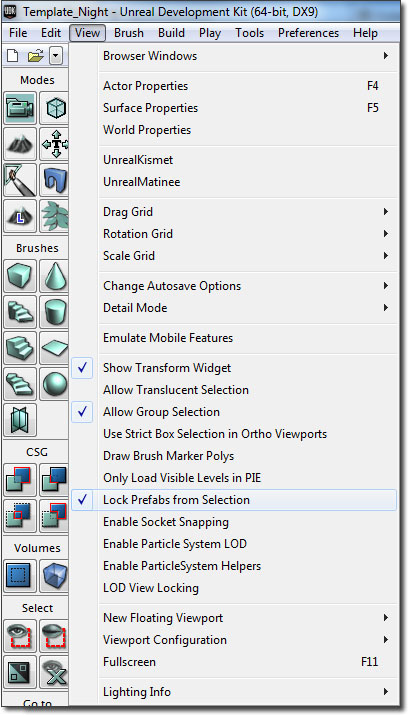 Template_Night - Unreal Development Kit (64-bit, DX9)
File Edit View Brush Build Play Tools Preferences Help
Modes
Brushes
CSG
Volumes
Select
Go to
Browser Windows
Actor Properties F4
Surface Properties F5
World Properties
UnrealKismet
UnrealMatinee
Drag Grid
Rotation Grid
Scale Grid
Change Autosave Options
Detail Mode
Emulate Mobile Features
Show Transform Widget
Allow Translucent Selection
Allow Group Selection
Use Strict Box Selection in Ortho Viewports
Draw Brush Marker Polys
Only Load Visible Levels in PIE
Lock Prefabs from Selection
Enable Socket Snapping
Enable Particle System LOD
Enable ParticleSystem Helpers
LOD View Locking
New Floating Viewport
Viewport Configuration
Fullscreen F11
Lighting Info